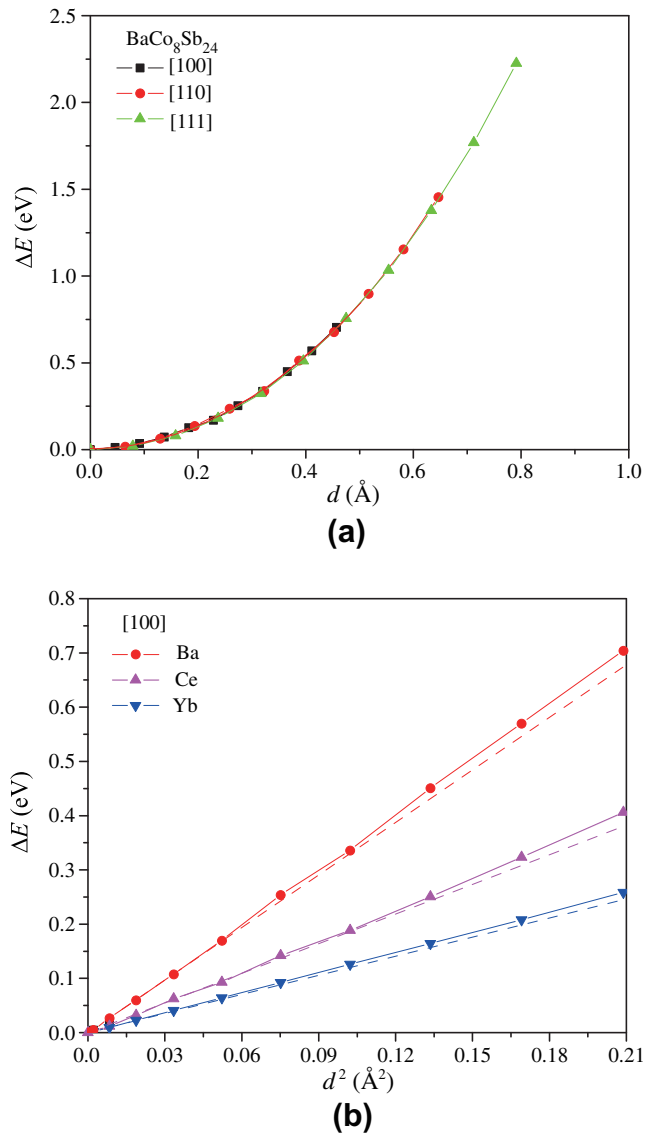 BaCo₈Sb₂₄
[100]
[110]
[111]
2.5
2.0
1.5
1.0
0.5
0.0
ΔE (eV)
0.0 0.2 0.4 0.6 0.8 1.0
d (Å)
(a)
[100]
Ba
Ce
Yb
0.8
0.7
0.6
0.5
0.4
0.3
0.2
0.1
0.0
ΔE (eV)
0.00 0.03 0.06 0.09 0.12 0.15 0.18 0.21
d² (Å²)
(b)